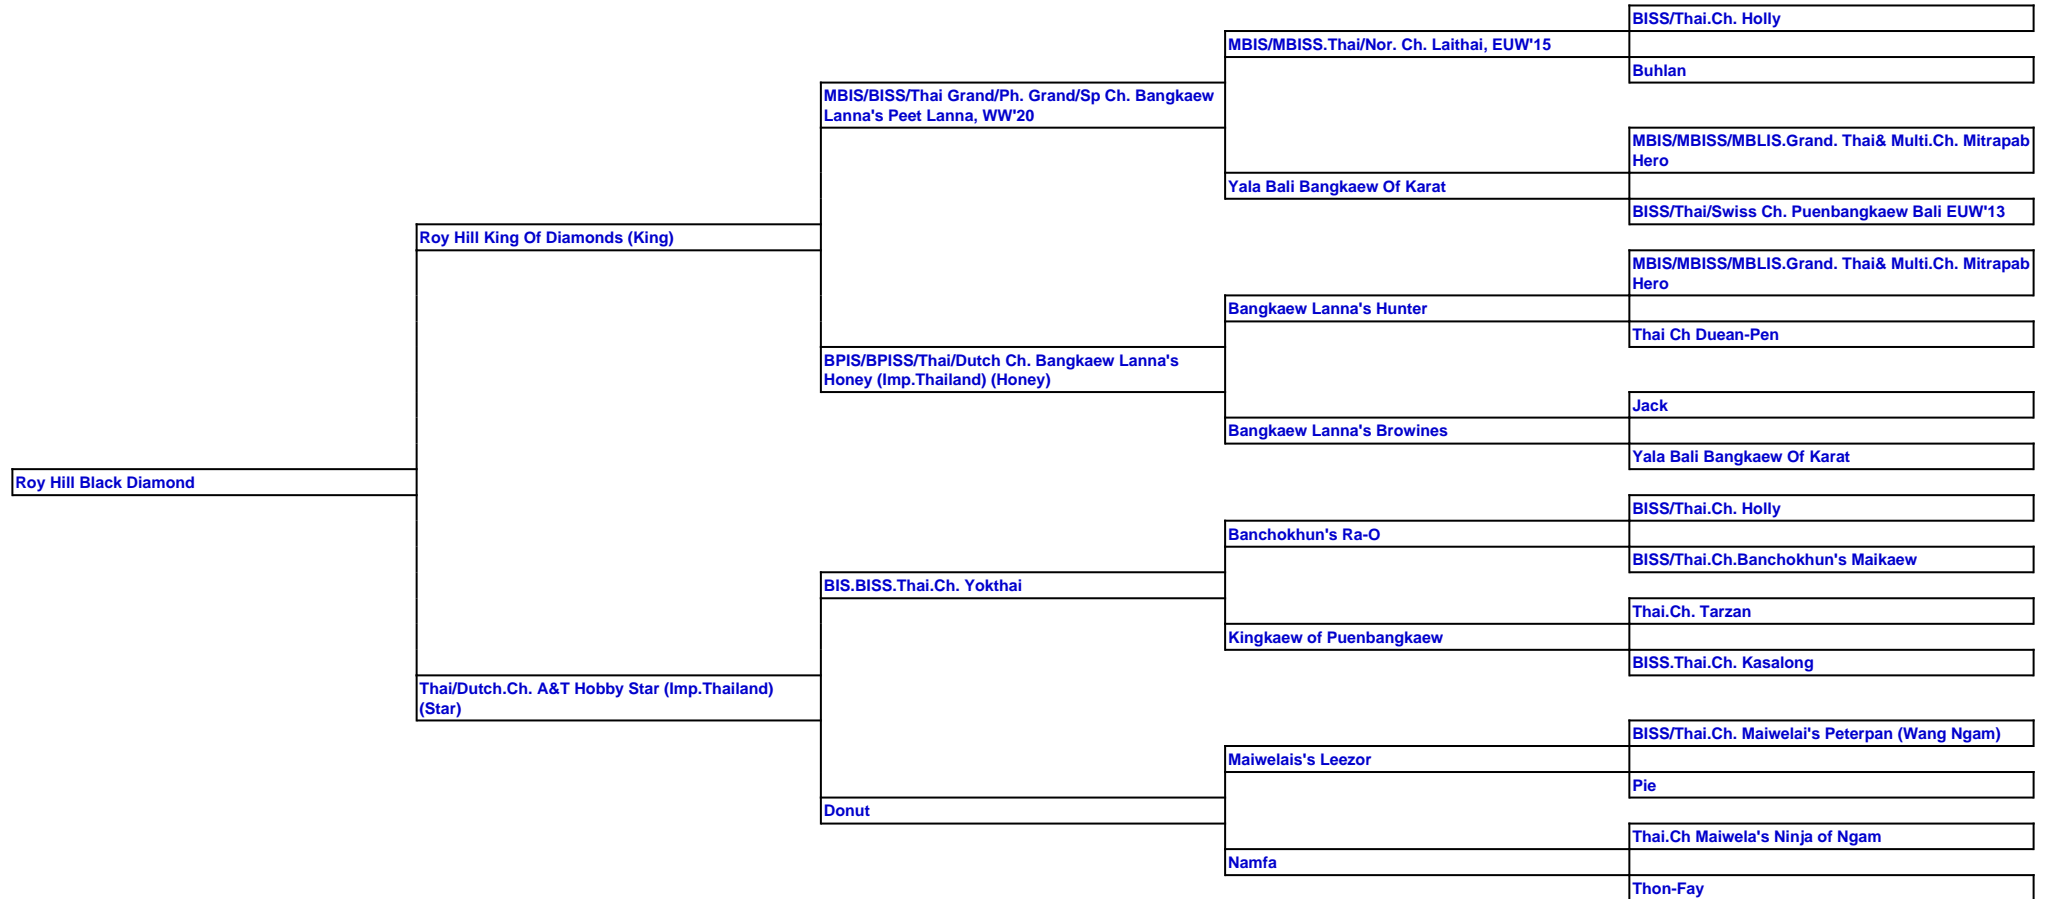 BISS/Thai.Ch. Holly
MBIS/MBISS.Thai/Nor. Ch. Laithai, EUW'15
Buhlan
MBIS/BISS/Thai Grand/Ph. Grand/Sp Ch. Bangkaew
Lanna's Peet Lanna, WW'20
MBIS/MBISS/MBLIS.Grand. Thai& Multi.Ch. Mitrapab
Hero
Yala Bali Bangkaew Of Karat
BISS/Thai/Swiss Ch. Puenbangkaew Bali EUW'13
Roy Hill King Of Diamonds (King)
MBIS/MBISS/MBLIS.Grand. Thai& Multi.Ch. Mitrapab
Hero
Bangkaew Lanna's Hunter
Thai Ch Duean-Pen
BPIS/BPISS/Thai/Dutch Ch. Bangkaew Lanna's
Honey (Imp.Thailand) (Honey)
Jack
Bangkaew Lanna's Browines
Yala Bali Bangkaew Of Karat
Roy Hill Black Diamond
BISS/Thai.Ch. Holly
Banchokhun's Ra-O
BISS/Thai.Ch.Banchokhun's Maikaew
BIS.BISS.Thai.Ch. Yokthai
Thai.Ch. Tarzan
Kingkaew of Puenbangkaew
BISS.Thai.Ch. Kasalong
Thai/Dutch.Ch. A&T Hobby Star (Imp.Thailand)
(Star)
BISS/Thai.Ch. Maiwelai's Peterpan (Wang Ngam)
Maiwelais's Leezor
Pie
Donut
Thai.Ch Maiwela's Ninja of Ngam
Namfa
Thon-Fay